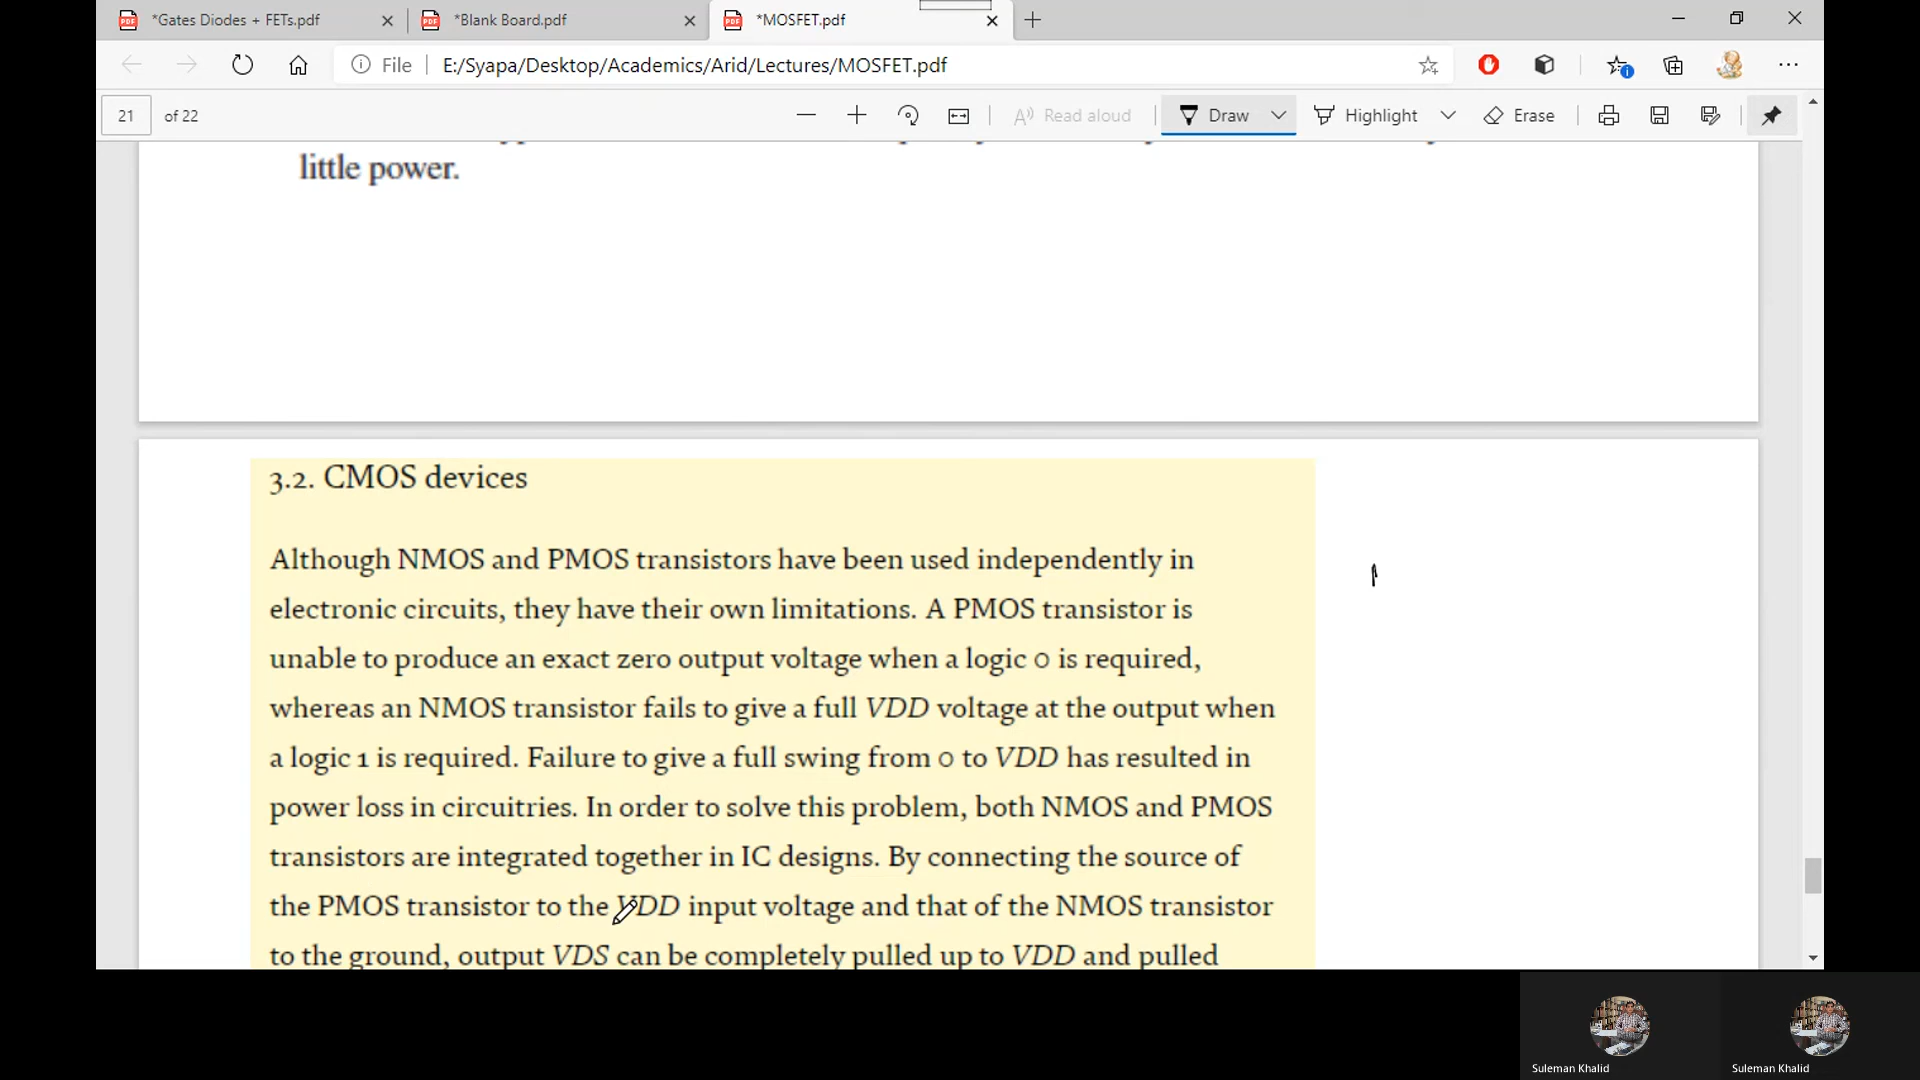 *Gates Diodes + FETs.pdf
*Blank Board.pdf
*MOSFET.pdf
File E:/Syapa/Desktop/Academics/Arid/Lectures/MOSFET.pdf
21 of 22
Read aloud
Draw
Highlight
Erase
little power.
3.2. CMOS devices
Although NMOS and PMOS transistors have been used independently in
electronic circuits, they have their own limitations. A PMOS transistor is
unable to produce an exact zero output voltage when a logic 0 is required,
whereas an NMOS transistor fails to give a full VDD voltage at the output when
a logic 1 is required. Failure to give a full swing from 0 to VDD has resulted in
power loss in circuitries. In order to solve this problem, both NMOS and PMOS
transistors are integrated together in IC designs. By connecting the source of
the PMOS transistor to the VDD input voltage and that of the NMOS transistor
to the ground, output VDS can be completely pulled up to VDD and pulled
Suleman Khalid
Suleman Khalid